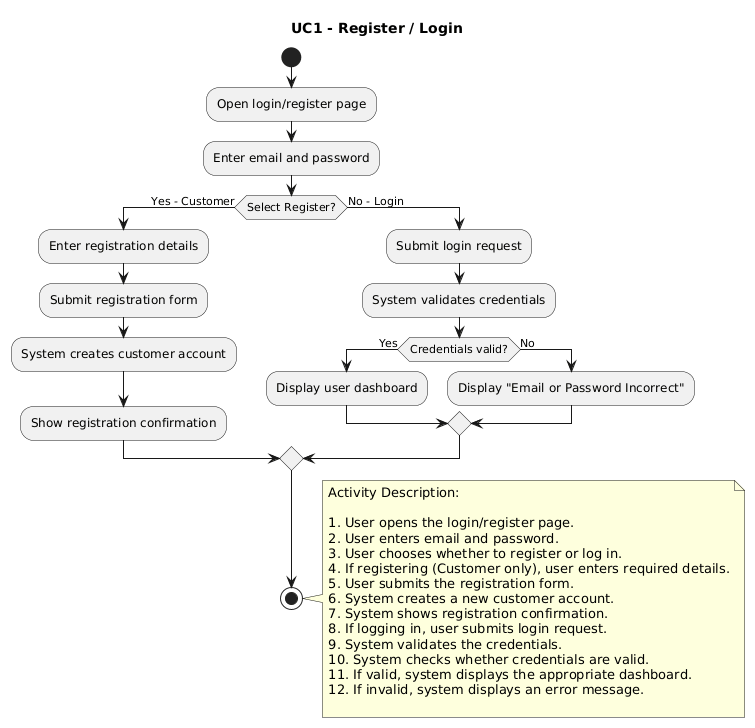 UC1 - Register / Login
Open login/register page
Enter email and password
Yes - Customer
Select Register?
No - Login
Enter registration details
Submit login request
Submit registration form
System validates credentials
System creates customer account
Yes
Credentials valid?
No
Display user dashboard
Display "Email or Password Incorrect"
Show registration confirmation
Activity Description:
1. User opens the login/register page.
2. User enters email and password.
3. User chooses whether to register or log in.
4. If registering (Customer only), user enters required details.
5. User submits the registration form.
6. System creates a new customer account.
7. System shows registration confirmation.
8. If logging in, user submits login request.
9. System validates the credentials.
10. System checks whether credentials are valid.
11. If valid, system displays the appropriate dashboard.
12. If invalid, system displays an error message.